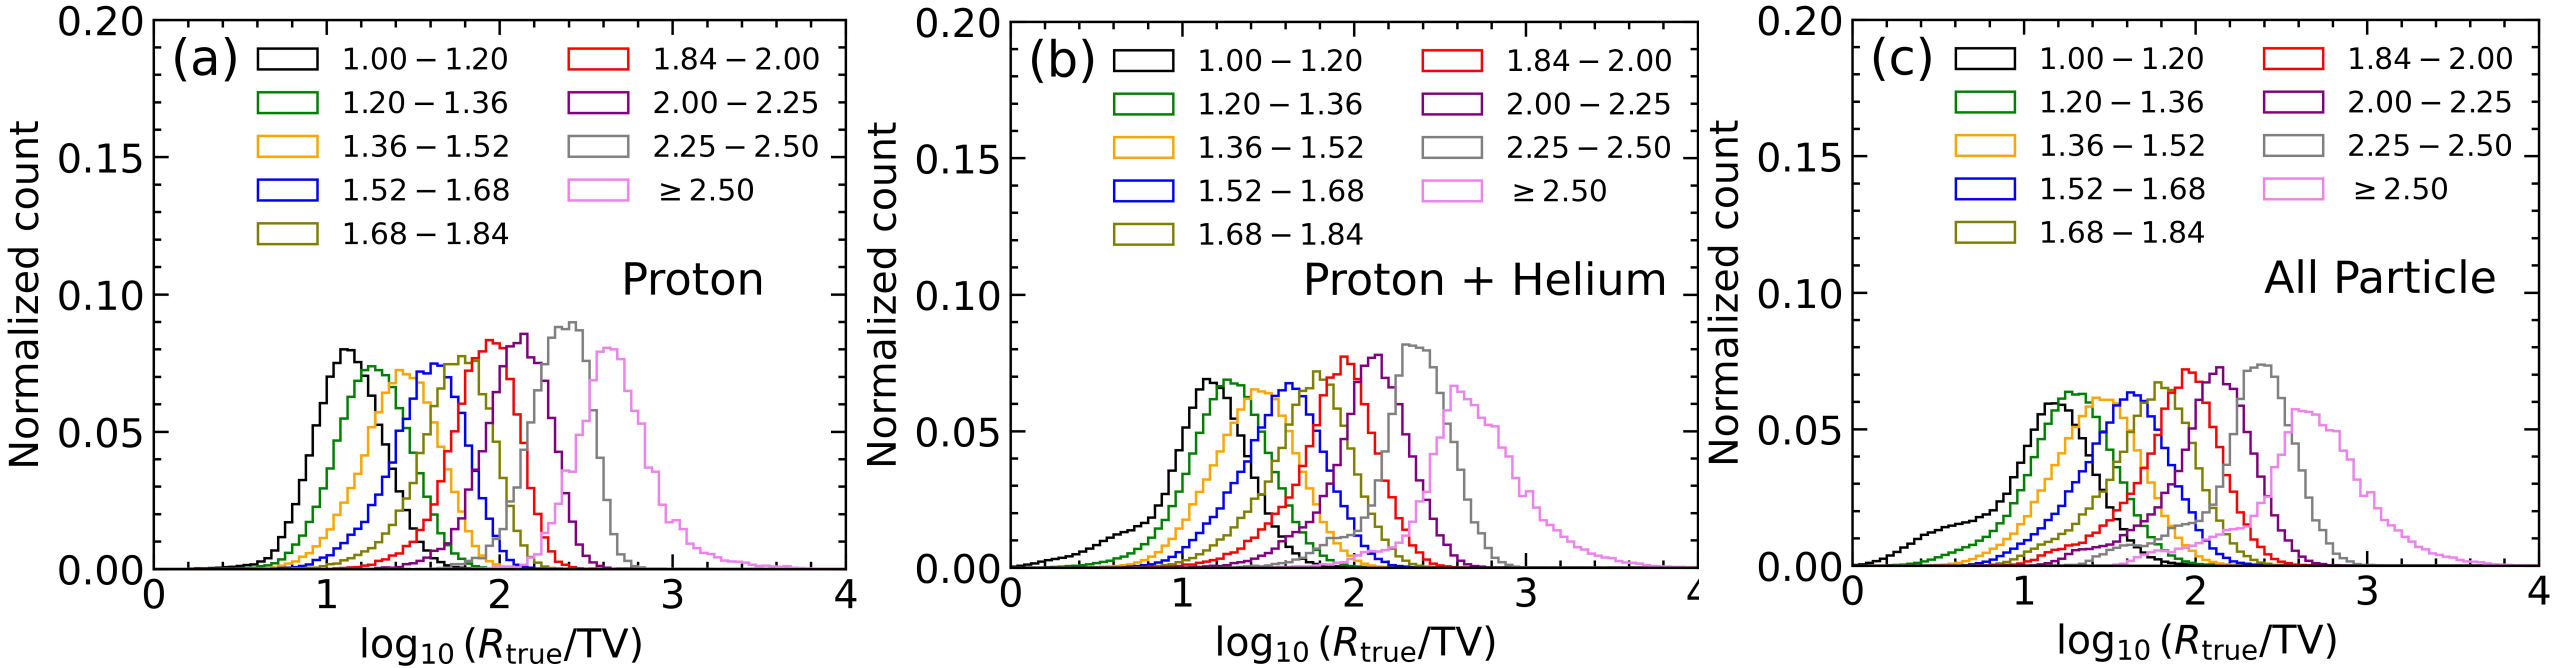 (a)
1.00 − 1.20
1.20 − 1.36
1.36 − 1.52
1.52 − 1.68
1.68 − 1.84
1.84 − 2.00
2.00 − 2.25
2.25 − 2.50
≥ 2.50
Proton
Normalized count
0.20
0.15
0.10
0.05
0.00
0 1 2 3 4
log₁₀ (R_true/TV)
(b)
1.00 − 1.20
1.20 − 1.36
1.36 − 1.52
1.52 − 1.68
1.68 − 1.84
1.84 − 2.00
2.00 − 2.25
2.25 − 2.50
≥ 2.50
Proton + Helium
Normalized count
0.20
0.15
0.10
0.05
0.00
0 1 2 3 4
log₁₀ (R_true/TV)
(c)
1.00 − 1.20
1.20 − 1.36
1.36 − 1.52
1.52 − 1.68
1.68 − 1.84
1.84 − 2.00
2.00 − 2.25
2.25 − 2.50
≥ 2.50
All Particle
Normalized count
0.20
0.15
0.10
0.05
0.00
0 1 2 3 4
log₁₀ (R_true/TV)